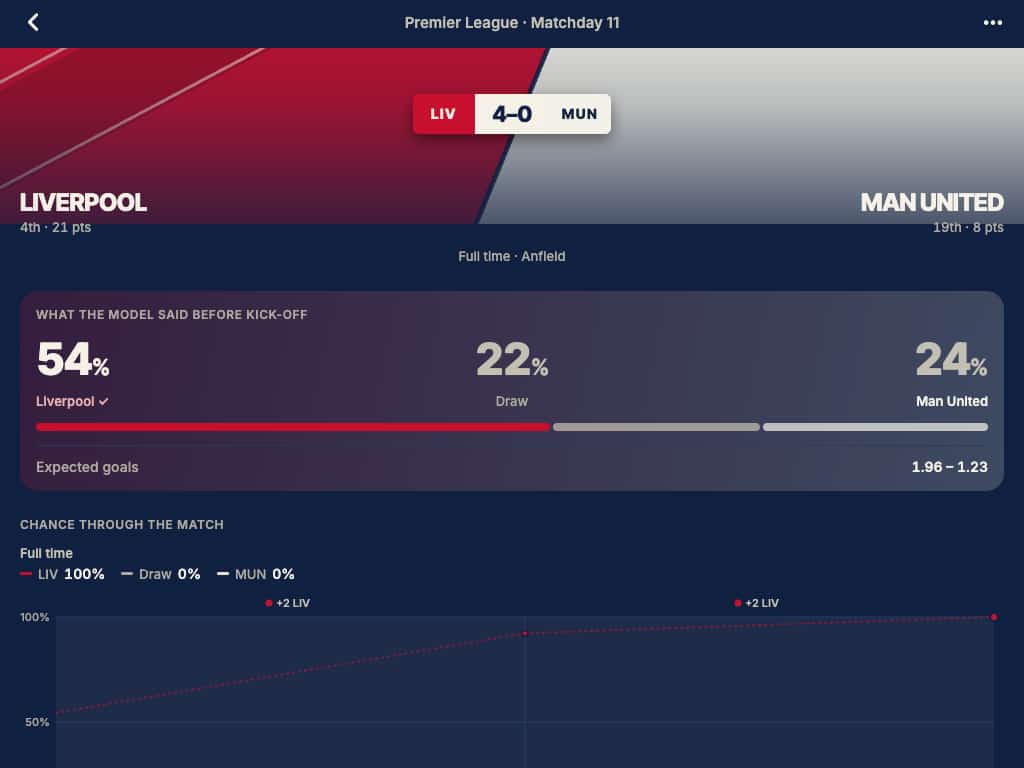 Premier League · Matchday 11
LIV 4–0 MUN
LIVERPOOL MAN UNITED
4th · 21 pts 19th · 8 pts
Full time · Anfield
WHAT THE MODEL SAID BEFORE KICK-OFF
54% 22% 24%
Liverpool ✓ Draw Man United
Expected goals 1.96 – 1.23
CHANCE THROUGH THE MATCH
Full time
LIV 100% Draw 0% MUN 0%
+2 LIV +2 LIV
100%
50%